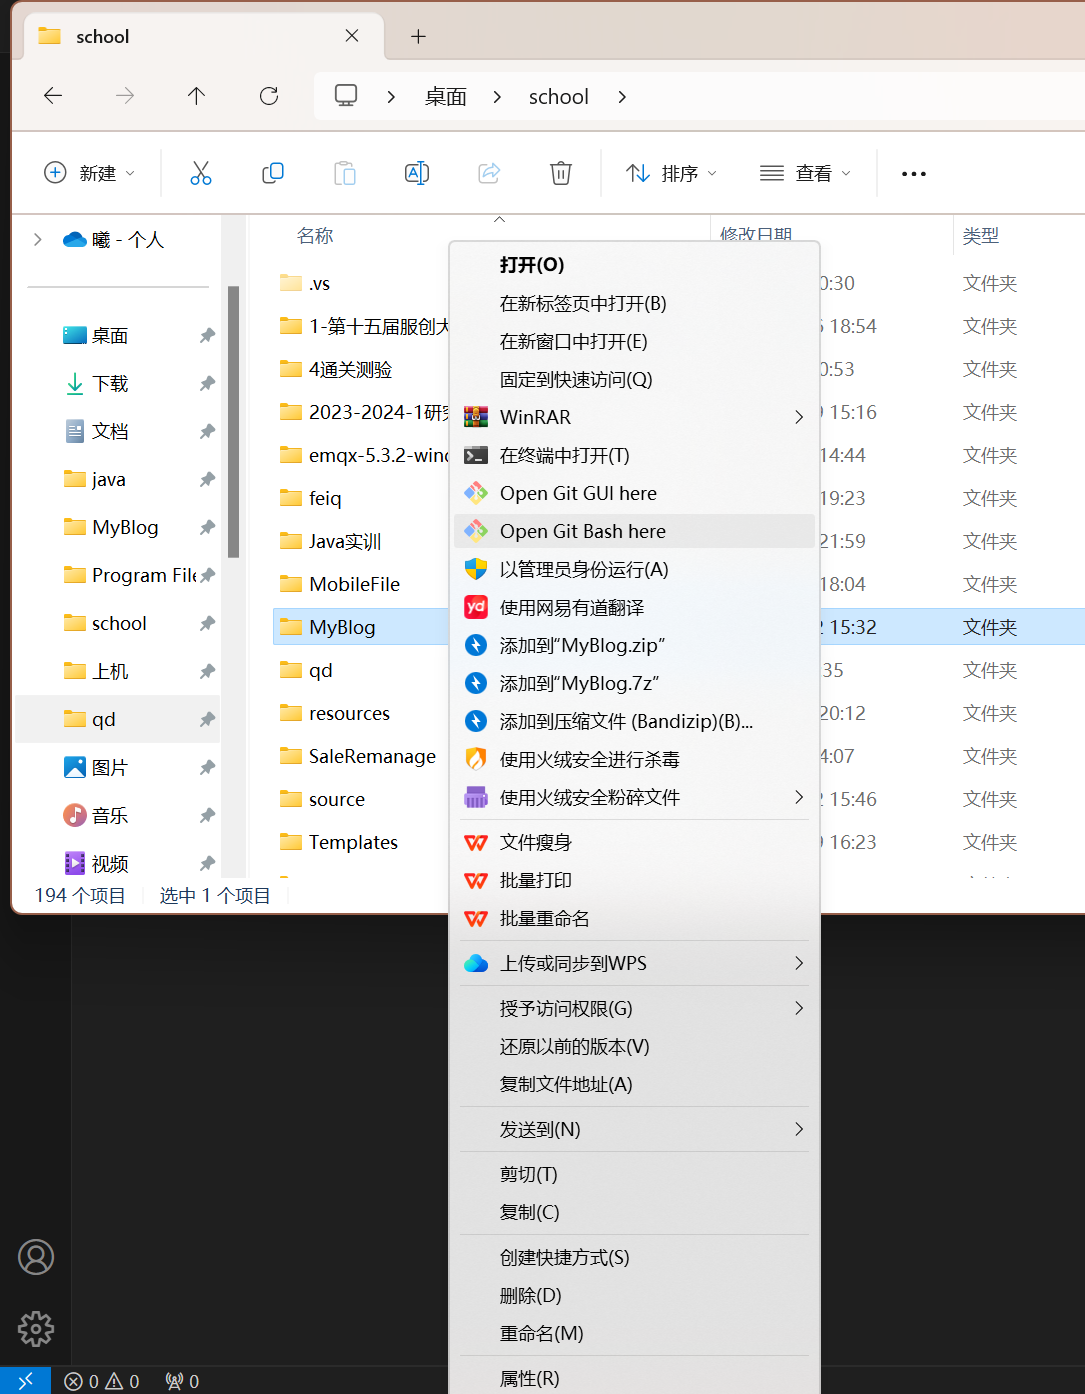 school
桌面
school
新建
排序
查看
曦 - 个人
桌面
下载
文档
java
MyBlog
Program File
school
上机
qd
图片
音乐
视频
名称
修改日期
类型
.vs
0:30
文件夹
1-第十五届服创大
18:54
文件夹
4通关测验
0:53
文件夹
2023-2024-1研究
15:16
文件夹
emqx-5.3.2-wind
14:44
文件夹
feiq
19:23
文件夹
Java实训
21:59
文件夹
MobileFile
18:04
文件夹
MyBlog
15:32
文件夹
qd
:35
文件夹
resources
20:12
文件夹
SaleRemanage
4:07
文件夹
source
15:46
文件夹
Templates
16:23
文件夹
194 个项目
选中 1 个项目
打开(O)
在新标签页中打开(B)
在新窗口中打开(E)
固定到快速访问(Q)
WinRAR
在终端中打开(T)
Open Git GUI here
Open Git Bash here
以管理员身份运行(A)
yd
使用网易有道翻译
添加到“MyBlog.zip”
添加到“MyBlog.7z”
添加到压缩文件 (Bandizip)(B)...
使用火绒安全进行杀毒
使用火绒安全粉碎文件
文件瘦身
批量打印
批量重命名
上传或同步到WPS
授予访问权限(G)
还原以前的版本(V)
复制文件地址(A)
发送到(N)
剪切(T)
复制(C)
创建快捷方式(S)
删除(D)
重命名(M)
属性(R)
0
0
0